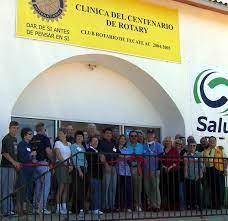 CLINICA DEL CENTENARIO
DE ROTARY
CLUB ROTARIO DE TECATE AC 2004-2005
DAR DE SI ANTES
DE PENSAR EN SI
Salu